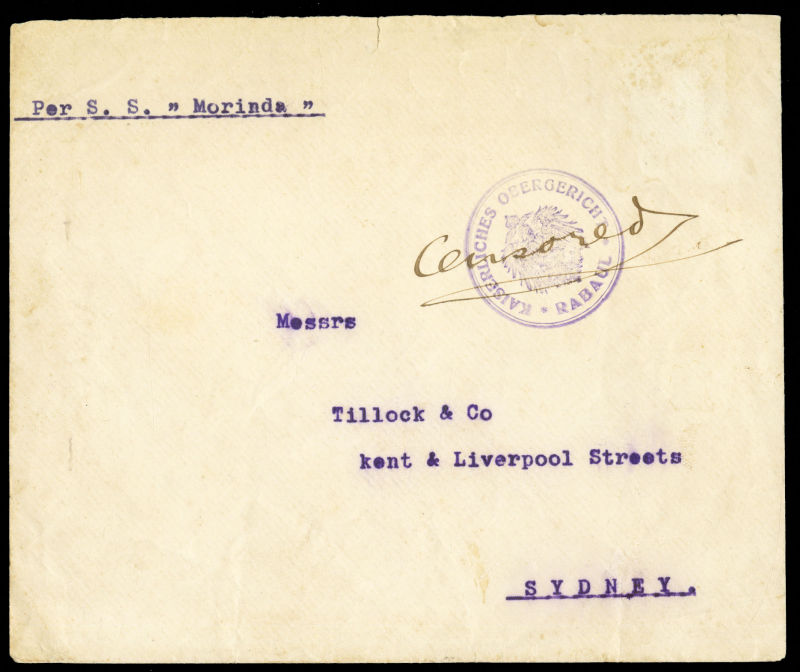 Per S. S. " Morinda "
KAISERLICHES OBERGERICHT * RABAUL *
Censored
Messrs
Tillock & Co
kent & Liverpool Streets
SYDNEY.